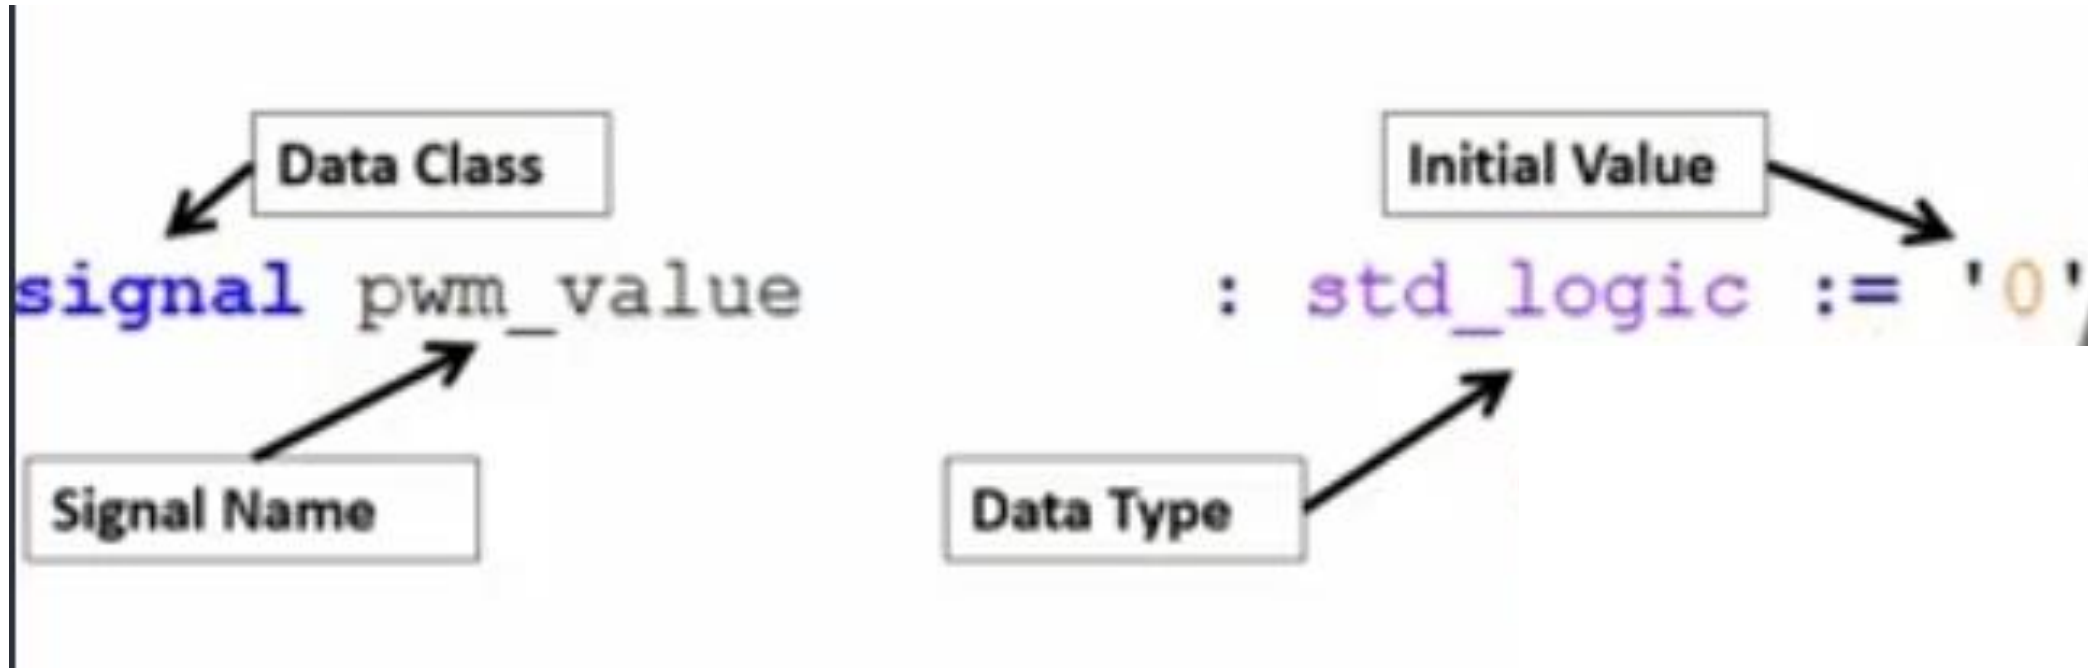 Data Class
Initial Value
signal pwm_value : std_logic := '0'
Signal Name
Data Type